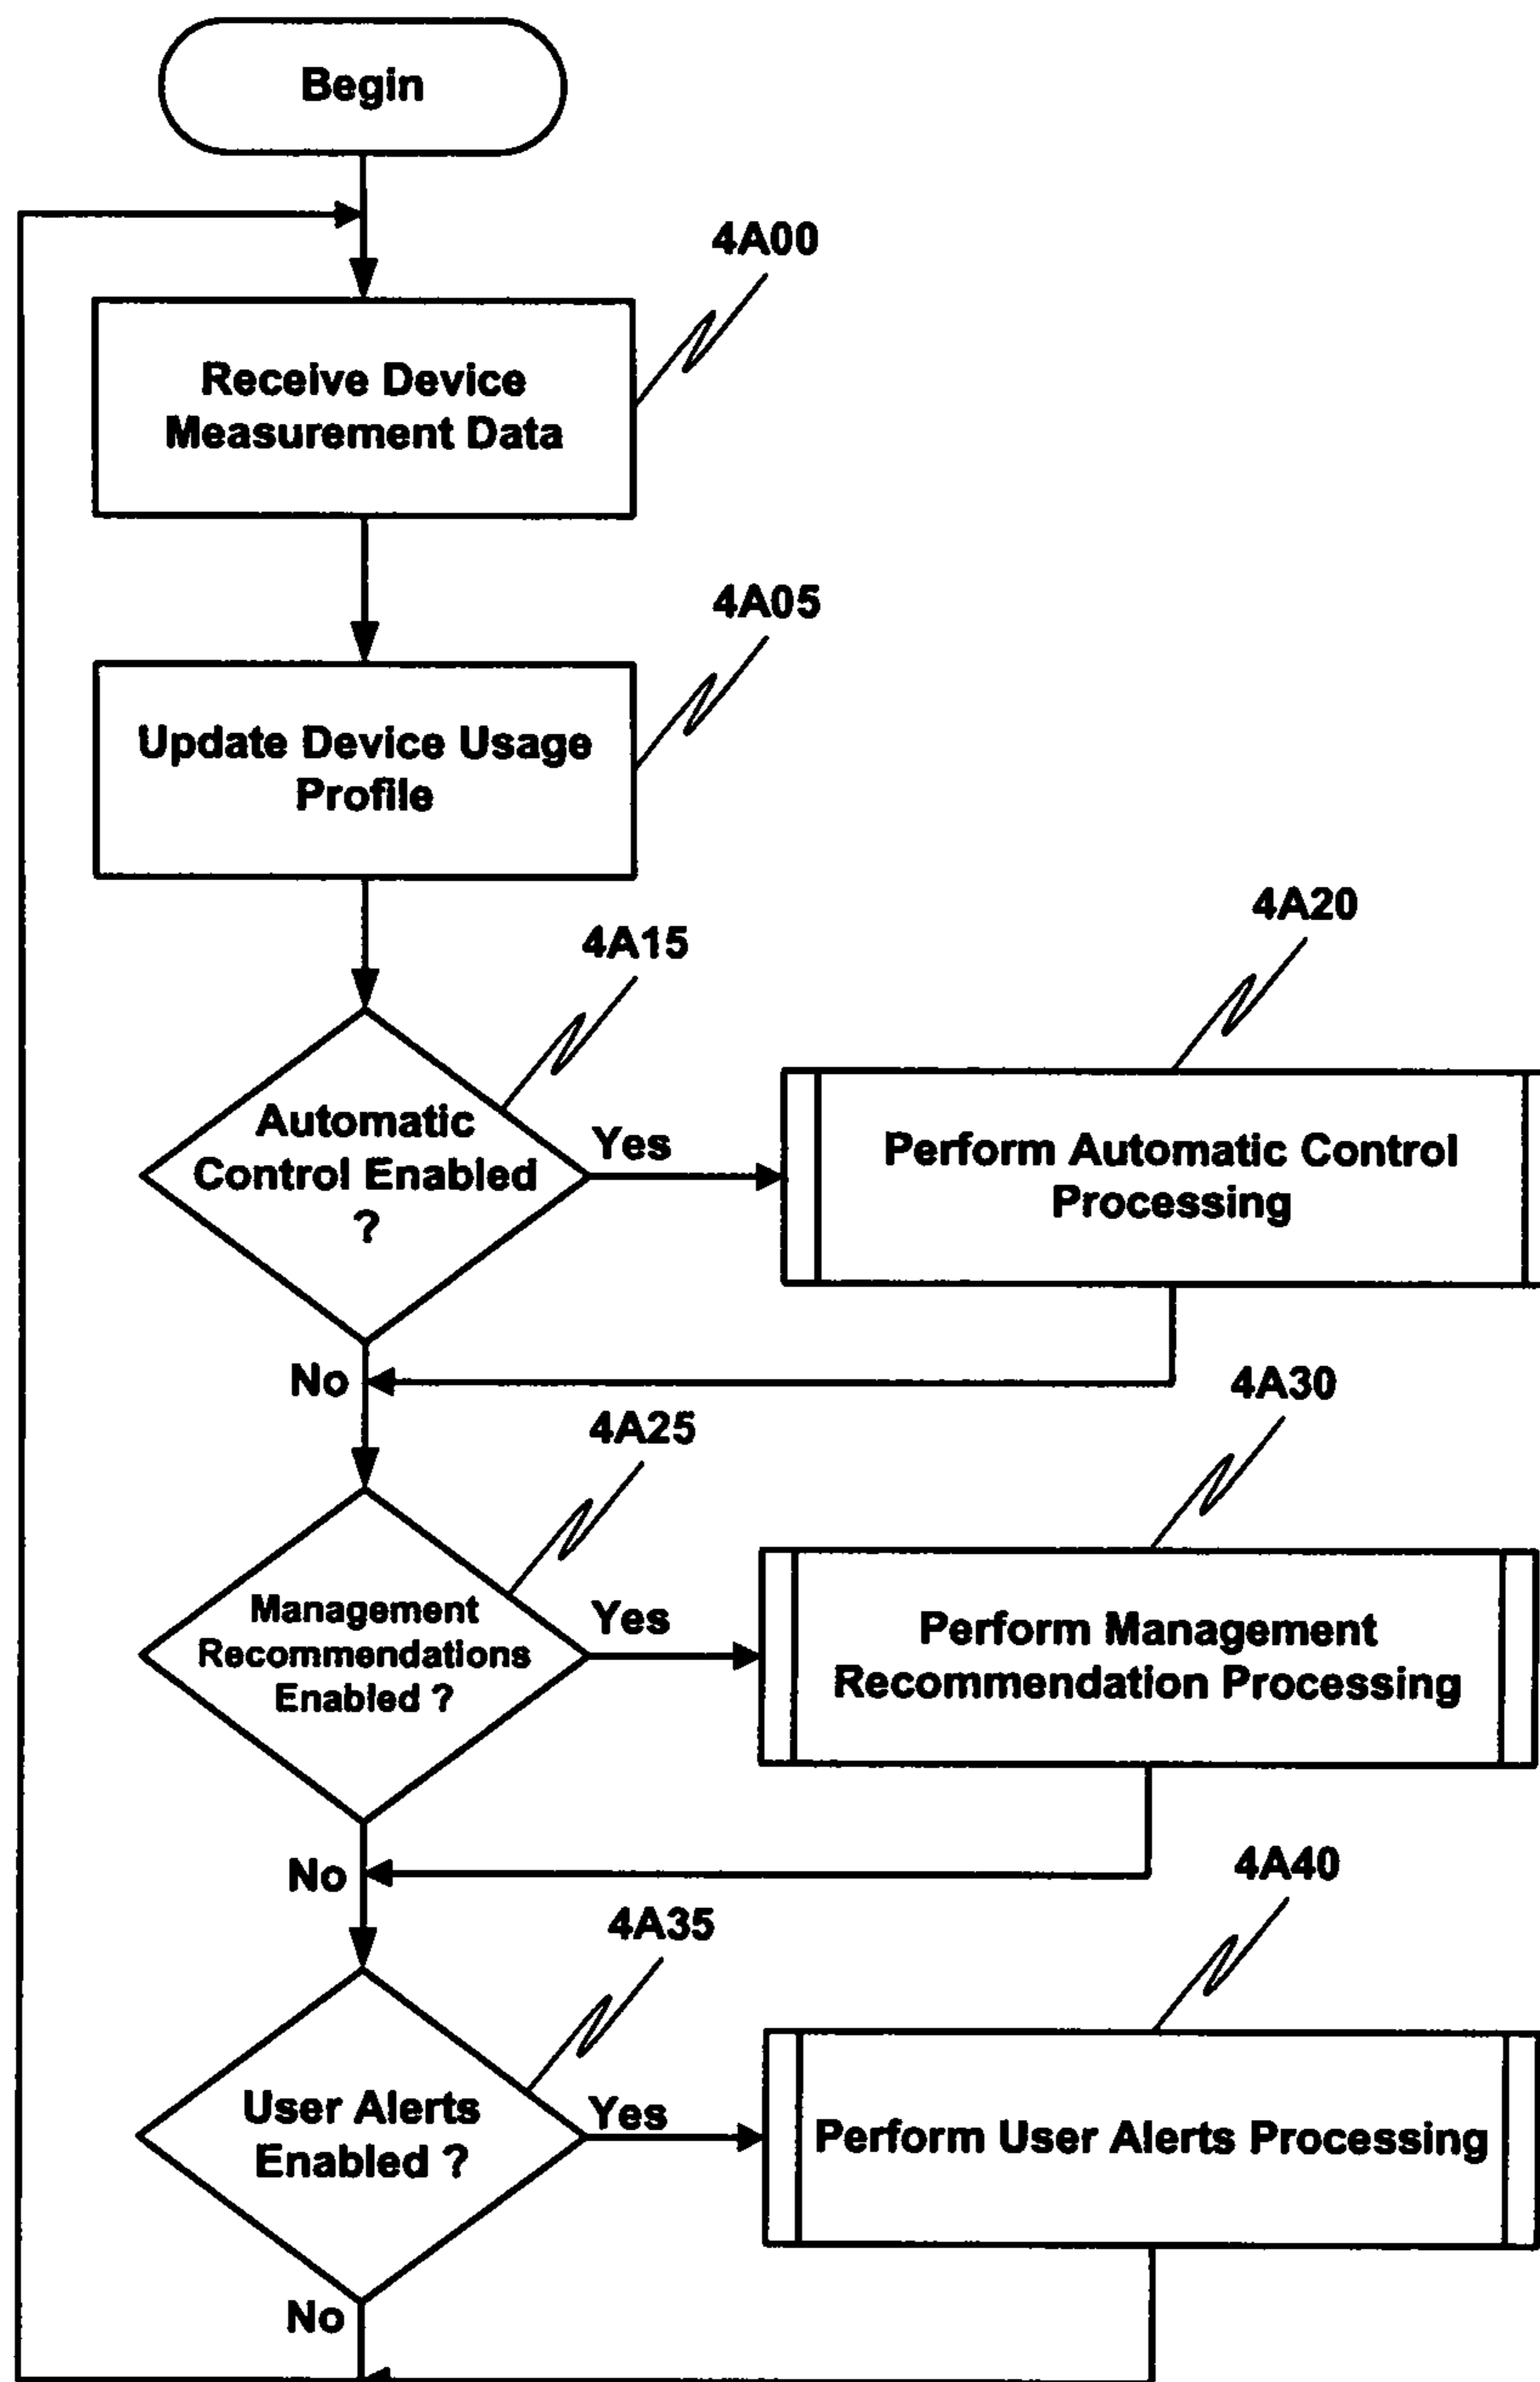 Begin
4A00
Receive Device
Measurement Data
4A05
Update Device Usage
Profile
4A15
4A20
Automatic
Control Enabled
?
Yes
Perform Automatic Control
Processing
No
4A25
4A30
Management
Recommendations
Enabled ?
Yes
Perform Management
Recommendation Processing
No
4A35
4A40
User Alerts
Enabled ?
Yes
Perform User Alerts Processing
No